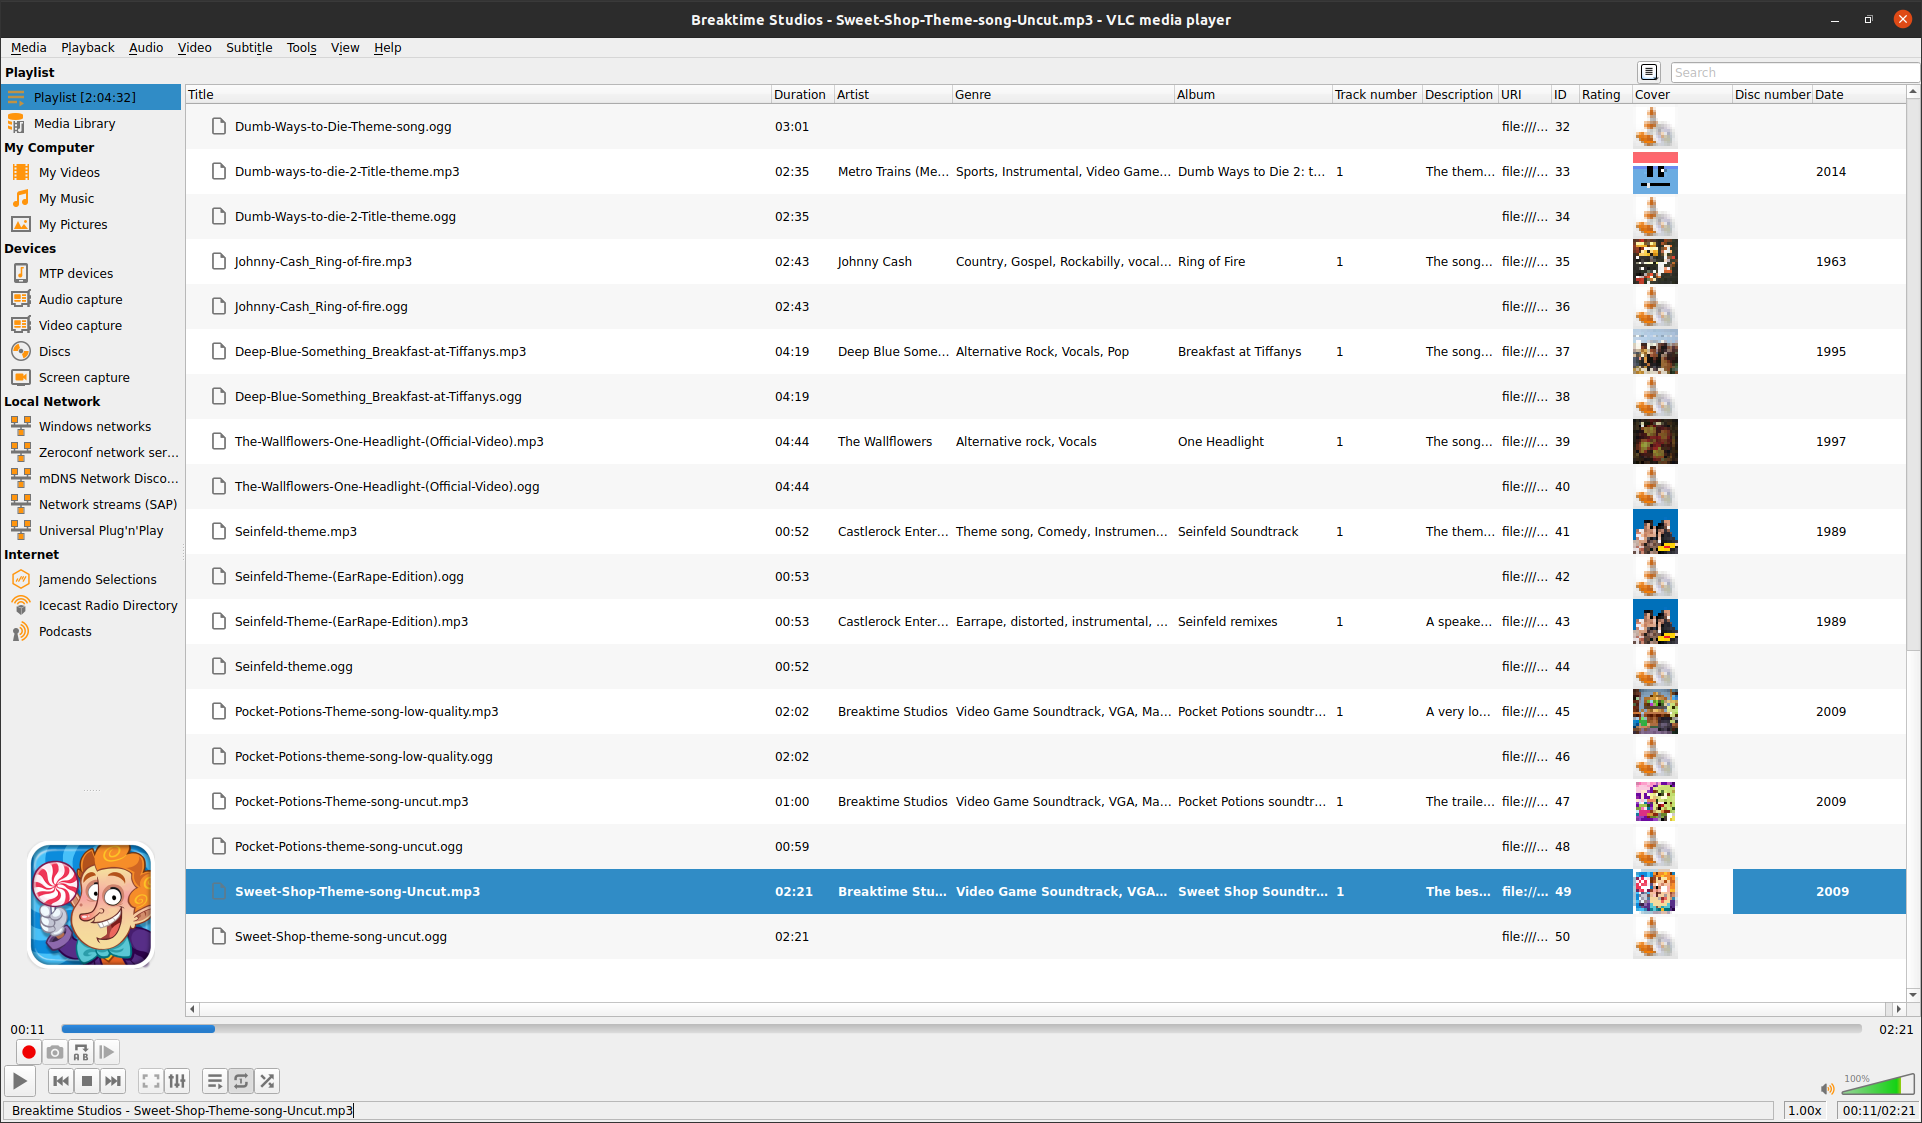 Breaktime Studios - Sweet-Shop-Theme-song-Uncut.mp3 - VLC media player
Media Playback Audio Video Subtitle Tools View Help
Playlist
Search
Playlist [2:04:32]
Media Library
My Computer
My Videos
My Music
My Pictures
Devices
MTP devices
Audio capture
Video capture
Discs
Screen capture
Local Network
Windows networks
Zeroconf network ser...
mDNS Network Disco...
Network streams (SAP)
Universal Plug'n'Play
Internet
Jamendo Selections
Icecast Radio Directory
Podcasts
Title Duration Artist Genre Album Track number Description URI ID Rating Cover Disc number Date
Dumb-Ways-to-Die-Theme-song.ogg 03:01 file:///... 32
Dumb-ways-to-die-2-Title-theme.mp3 02:35 Metro Trains (Me... Sports, Instrumental, Video Game... Dumb Ways to Die 2: t... 1 The them... file:///... 33 2014
Dumb-Ways-to-die-2-Title-theme.ogg 02:35 file:///... 34
Johnny-Cash_Ring-of-fire.mp3 02:43 Johnny Cash Country, Gospel, Rockabilly, vocal... Ring of Fire 1 The song... file:///... 35 1963
Johnny-Cash_Ring-of-fire.ogg 02:43 file:///... 36
Deep-Blue-Something_Breakfast-at-Tiffanys.mp3 04:19 Deep Blue Some... Alternative Rock, Vocals, Pop Breakfast at Tiffanys 1 The song... file:///... 37 1995
Deep-Blue-Something_Breakfast-at-Tiffanys.ogg 04:19 file:///... 38
The-Wallflowers-One-Headlight-(Official-Video).mp3 04:44 The Wallflowers Alternative rock, Vocals One Headlight 1 The song... file:///... 39 1997
The-Wallflowers-One-Headlight-(Official-Video).ogg 04:44 file:///... 40
Seinfeld-theme.mp3 00:52 Castlerock Enter... Theme song, Comedy, Instrumen... Seinfeld Soundtrack 1 The them... file:///... 41 1989
Seinfeld-Theme-(EarRape-Edition).ogg 00:53 file:///... 42
Seinfeld-Theme-(EarRape-Edition).mp3 00:53 Castlerock Enter... Earrape, distorted, instrumental, ... Seinfeld remixes 1 A speake... file:///... 43 1989
Seinfeld-theme.ogg 00:52 file:///... 44
Pocket-Potions-Theme-song-low-quality.mp3 02:02 Breaktime Studios Video Game Soundtrack, VGA, Ma... Pocket Potions soundtr... 1 A very lo... file:///... 45 2009
Pocket-Potions-theme-song-low-quality.ogg 02:02 file:///... 46
Pocket-Potions-Theme-song-uncut.mp3 01:00 Breaktime Studios Video Game Soundtrack, VGA, Ma... Pocket Potions soundtr... 1 The traile... file:///... 47 2009
Pocket-Potions-theme-song-uncut.ogg 00:59 file:///... 48
Sweet-Shop-Theme-song-Uncut.mp3 02:21 Breaktime Stu... Video Game Soundtrack, VGA... Sweet Shop Soundtr... 1 The bes... file://... 49 2009
Sweet-Shop-theme-song-uncut.ogg 02:21 file:///... 50
00:11 02:21
A B
100%
Breaktime Studios - Sweet-Shop-Theme-song-Uncut.mp3 1.00x 00:11/02:21